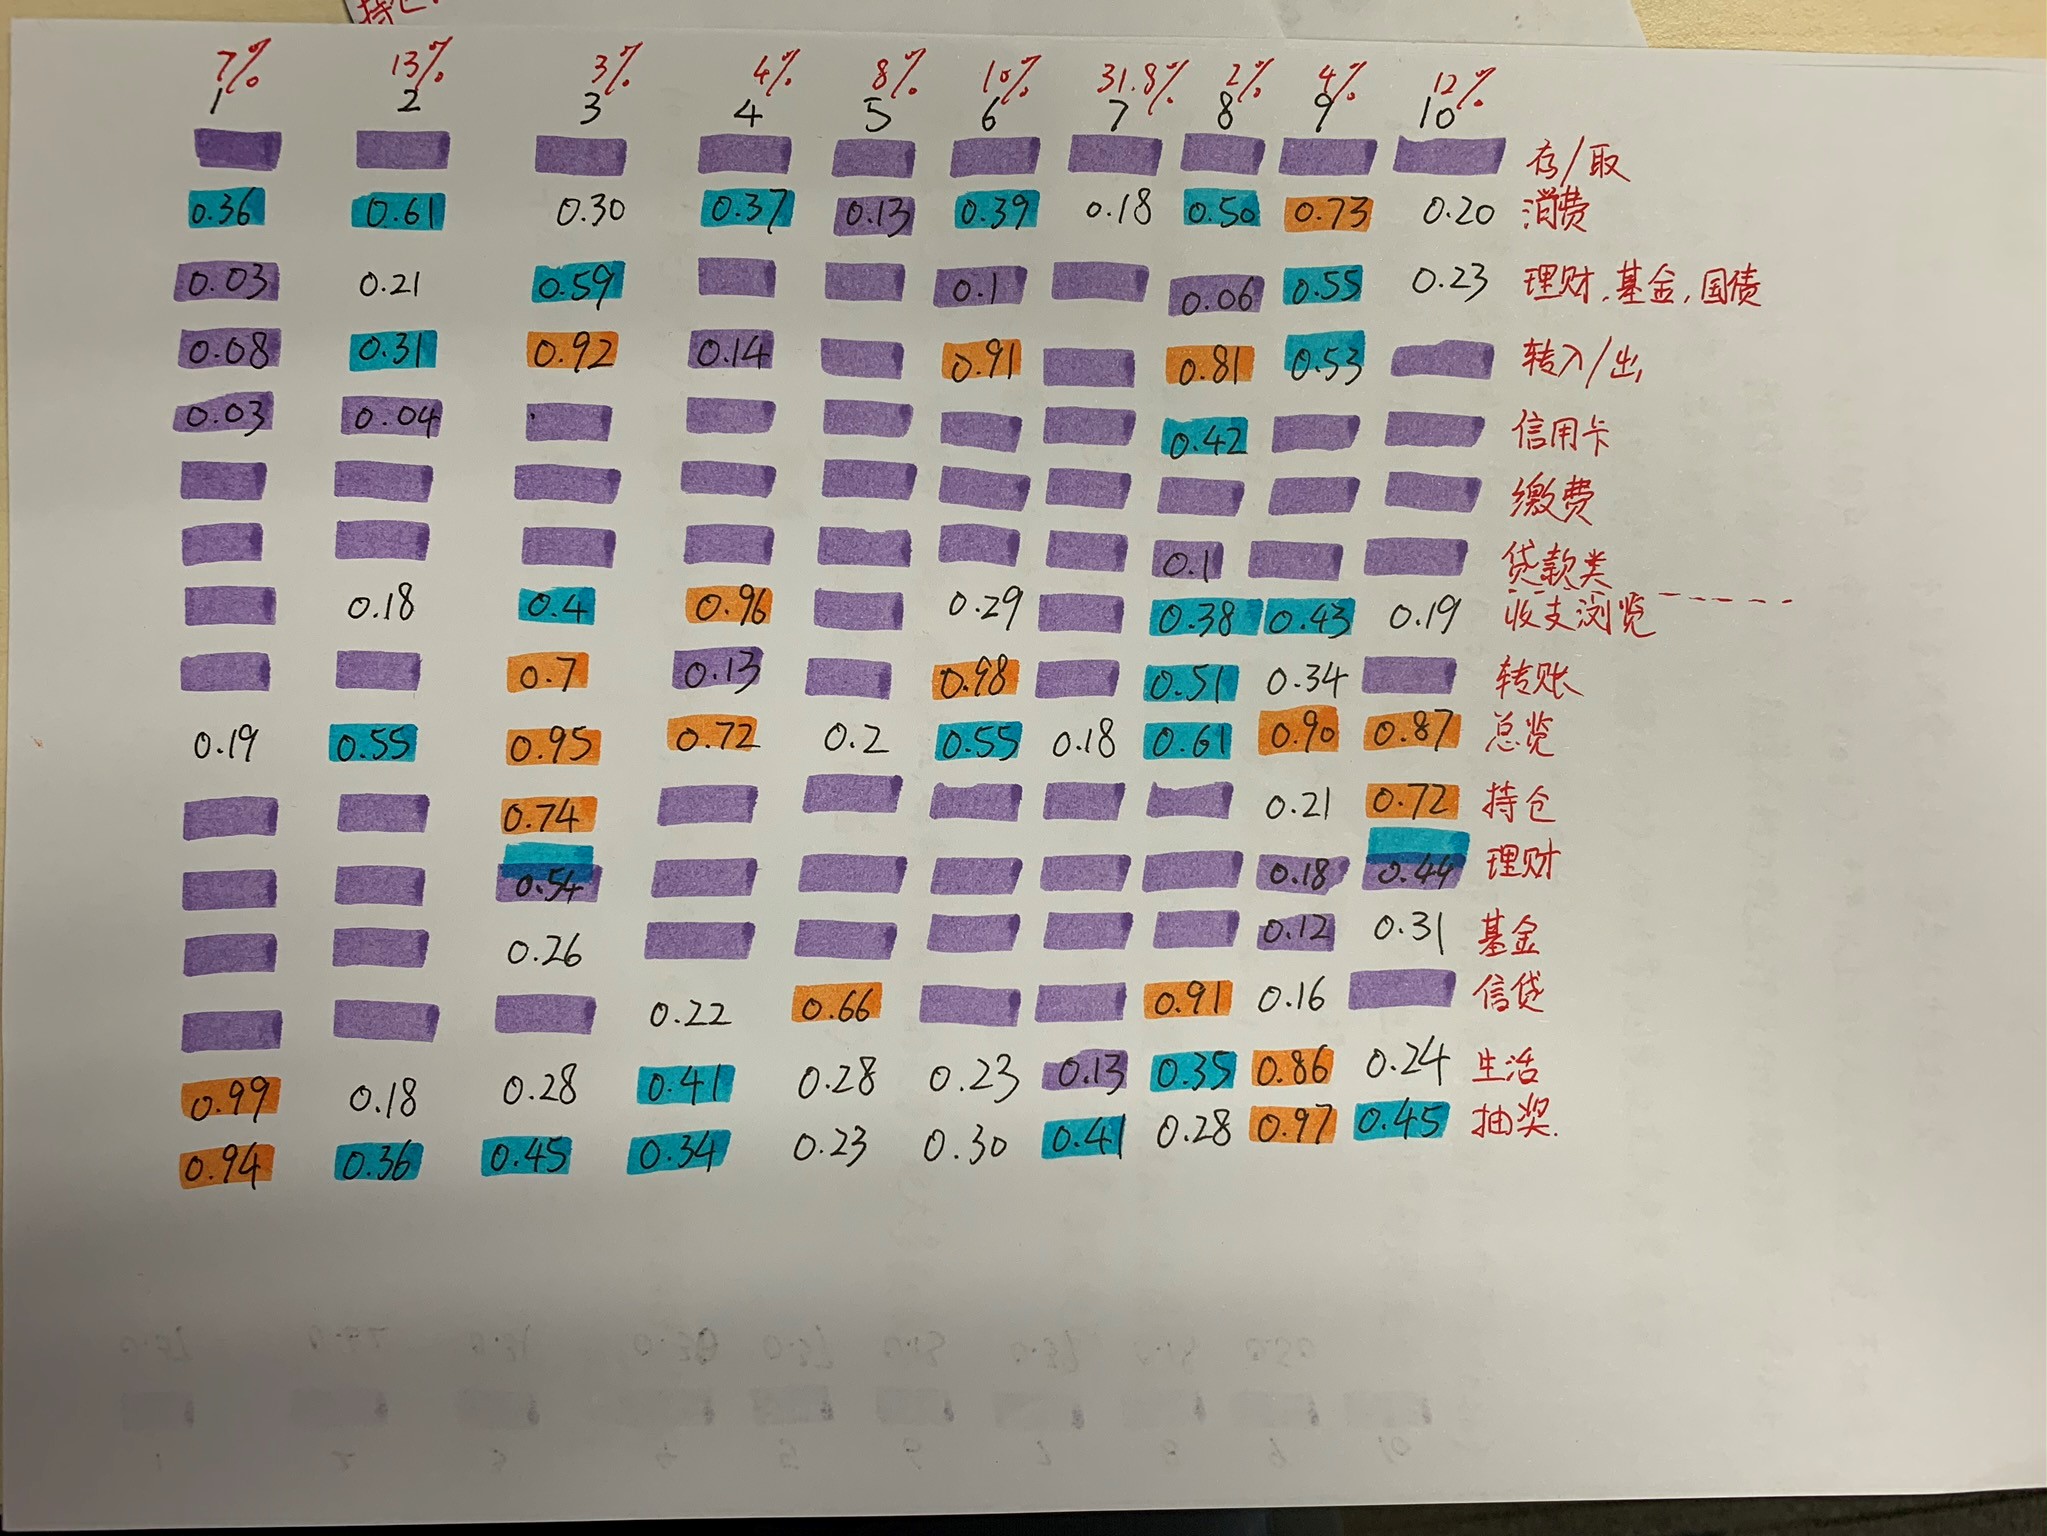 7% 13% 3% 4% 8% 10% 31.8% 2% 4% 12%
1 2 3 4 5 6 7 8 9 10
存/取
0.36 0.61 0.30 0.37 0.13 0.39 0.18 0.50 0.73 0.20 消费
0.03 0.21 0.59 0.1 0.06 0.55 0.23 理财.基金.国债
0.08 0.31 0.92 0.14 0.91 0.81 0.53 转入/出
0.03 0.04 0.42 信用卡
缴费
0.1 贷款类
0.18 0.4 0.96 0.29 0.38 0.43 0.19 收支浏览
0.7 0.13 0.98 0.51 0.34 转账
0.19 0.55 0.95 0.72 0.2 0.55 0.18 0.61 0.90 0.87 总览
0.74 0.21 0.72 持仓
0.54 0.18 0.44 理财
0.26 0.12 0.31 基金
0.22 0.66 0.91 0.16 信贷
0.99 0.18 0.28 0.41 0.28 0.23 0.13 0.35 0.86 0.24 生活
0.94 0.36 0.45 0.34 0.23 0.30 0.41 0.28 0.97 0.45 抽奖.